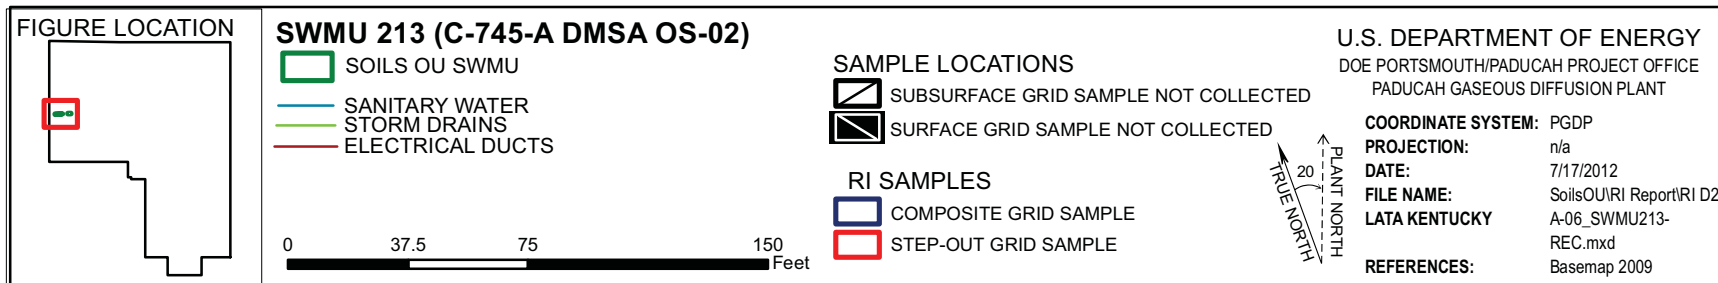 FIGURE LOCATION
SWMU 213 (C-745-A DMSA OS-02)
SOILS OU SWMU
SANITARY WATER
STORM DRAINS
ELECTRICAL DUCTS
0 37.5 75 150
Feet
SAMPLE LOCATIONS
SUBSURFACE GRID SAMPLE NOT COLLECTED
SURFACE GRID SAMPLE NOT COLLECTED
RI SAMPLES
COMPOSITE GRID SAMPLE
STEP-OUT GRID SAMPLE
TRUE NORTH
20
PLANT NORTH
U.S. DEPARTMENT OF ENERGY
DOE PORTSMOUTH/PADUCAH PROJECT OFFICE
PADUCAH GASEOUS DIFFUSION PLANT
COORDINATE SYSTEM: PGDP
PROJECTION: n/a
DATE: 7/17/2012
FILE NAME: SoilsOU\RI Report\RI D2
LATA KENTUCKY A-06_SWMU213-
REC.mxd
REFERENCES: Basemap 2009